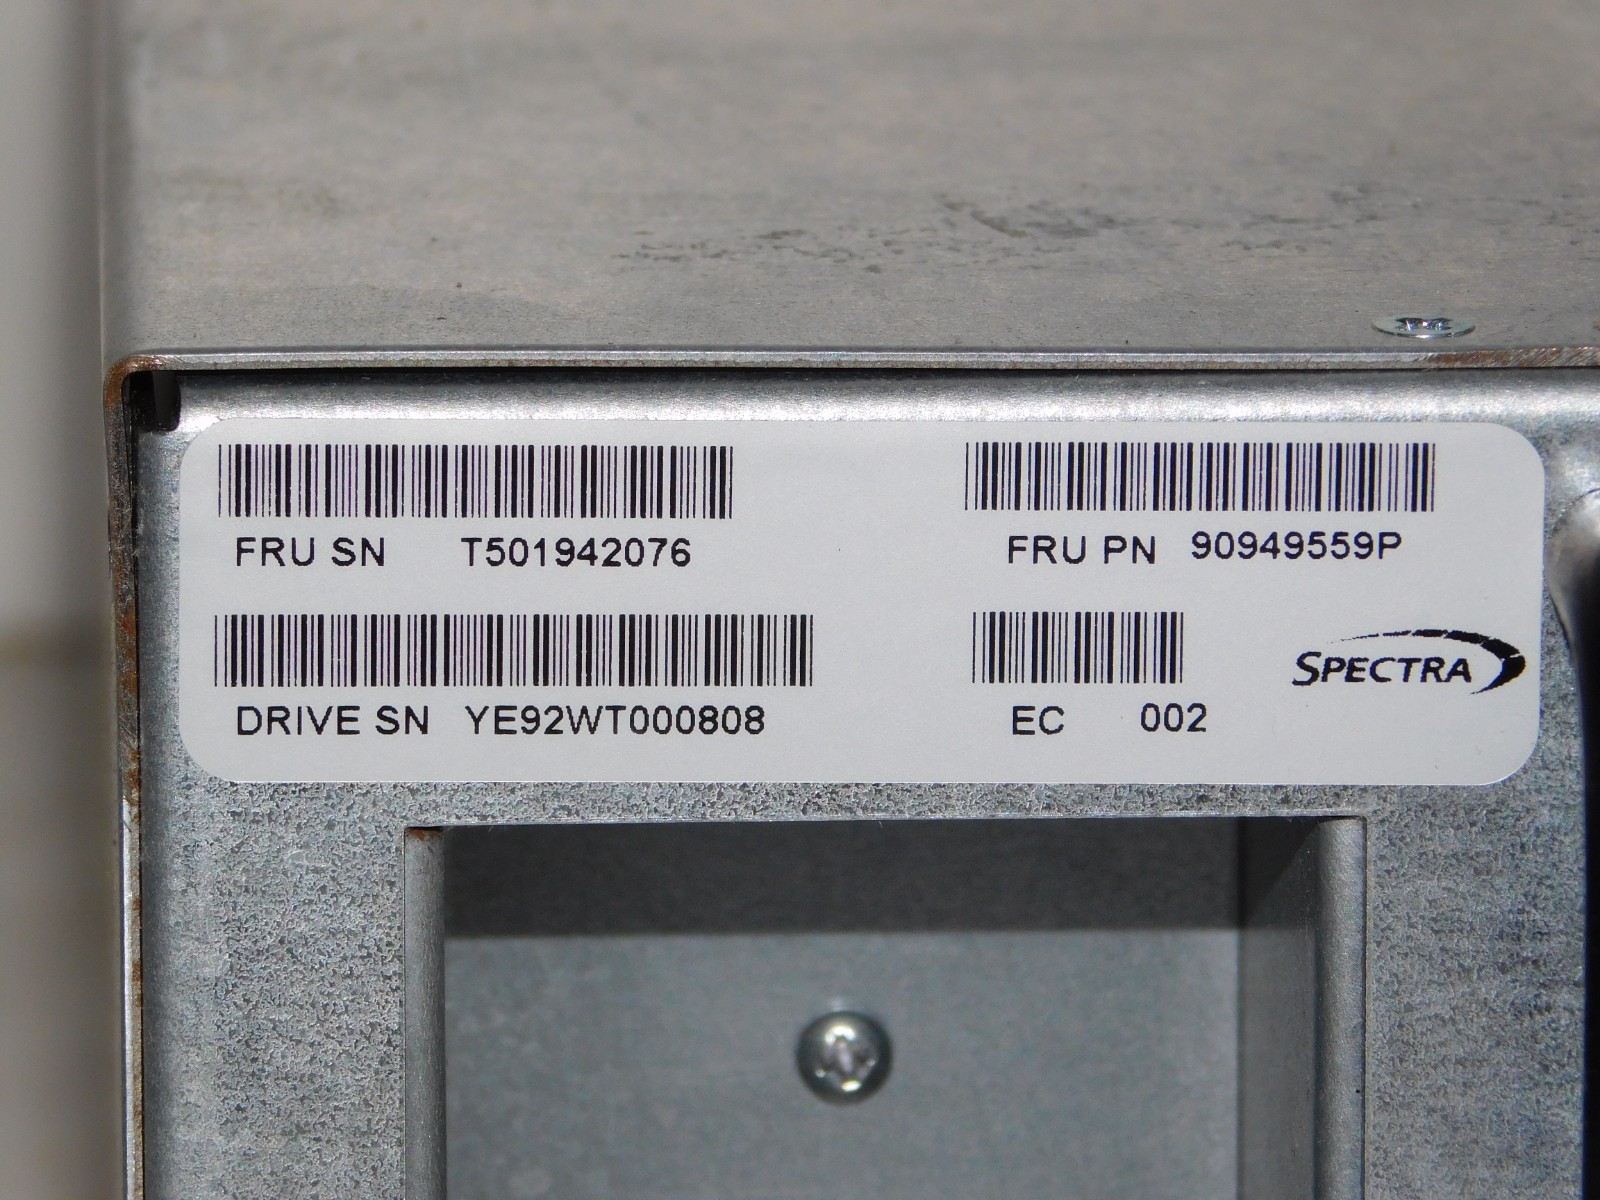 FRU SN T501942076
FRU PN 90949559P
DRIVE SN YE92WT000808
EC 002
SPECTRA